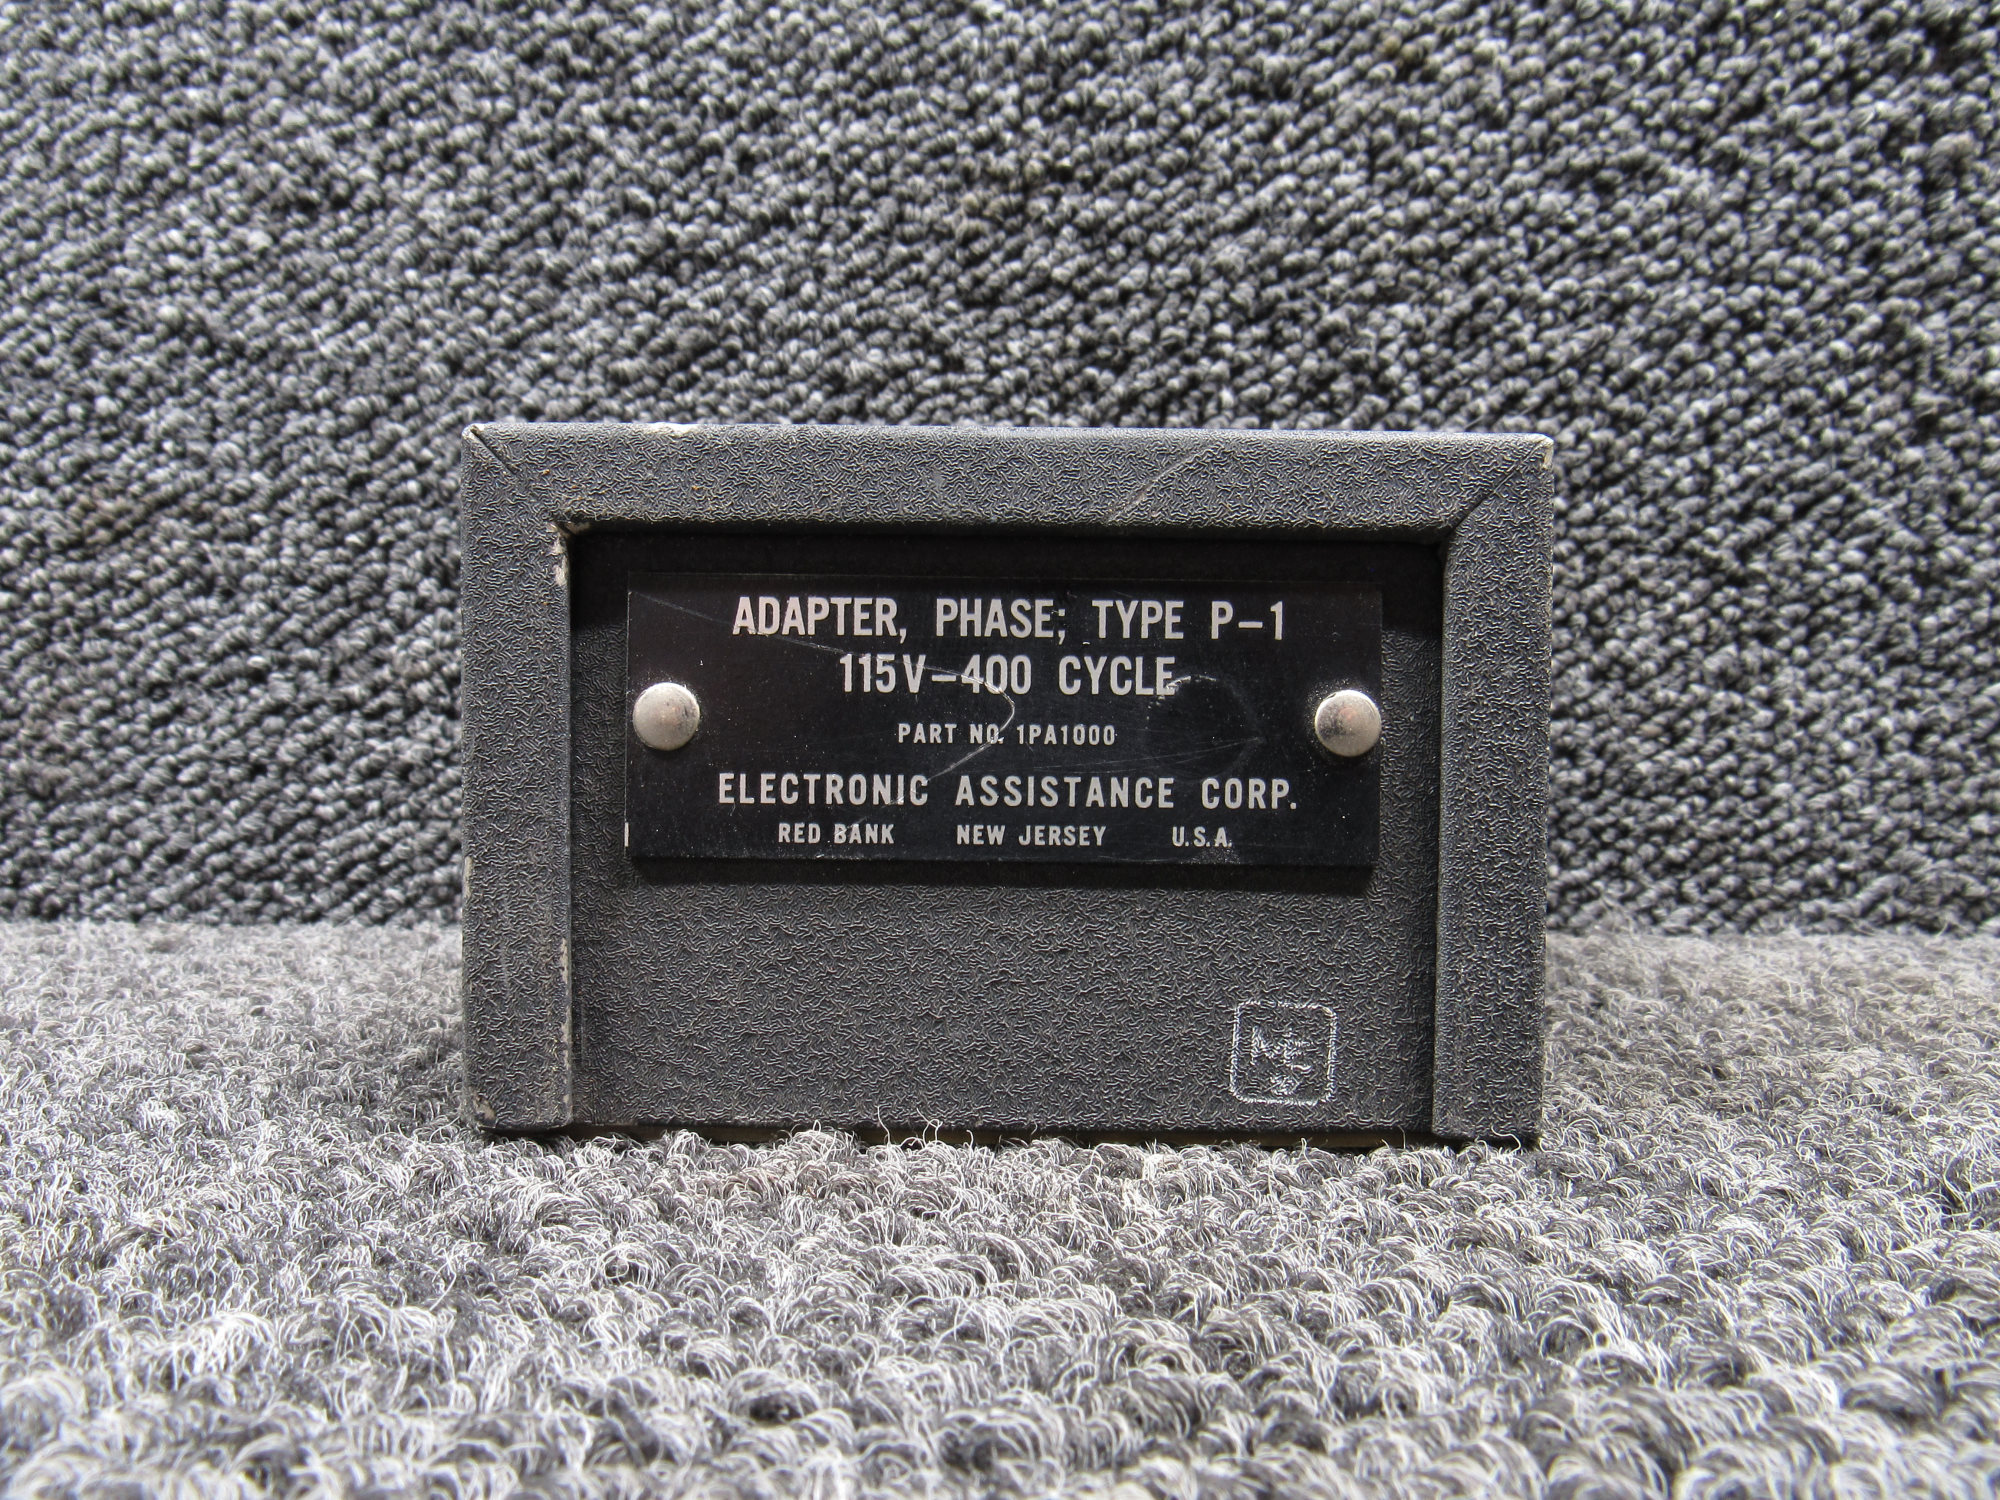 ADAPTER, PHASE; TYPE P-1
115V-400 CYCLE
PART NO. 1PA1000
ELECTRONIC ASSISTANCE CORP.
RED BANK NEW JERSEY U.S.A.